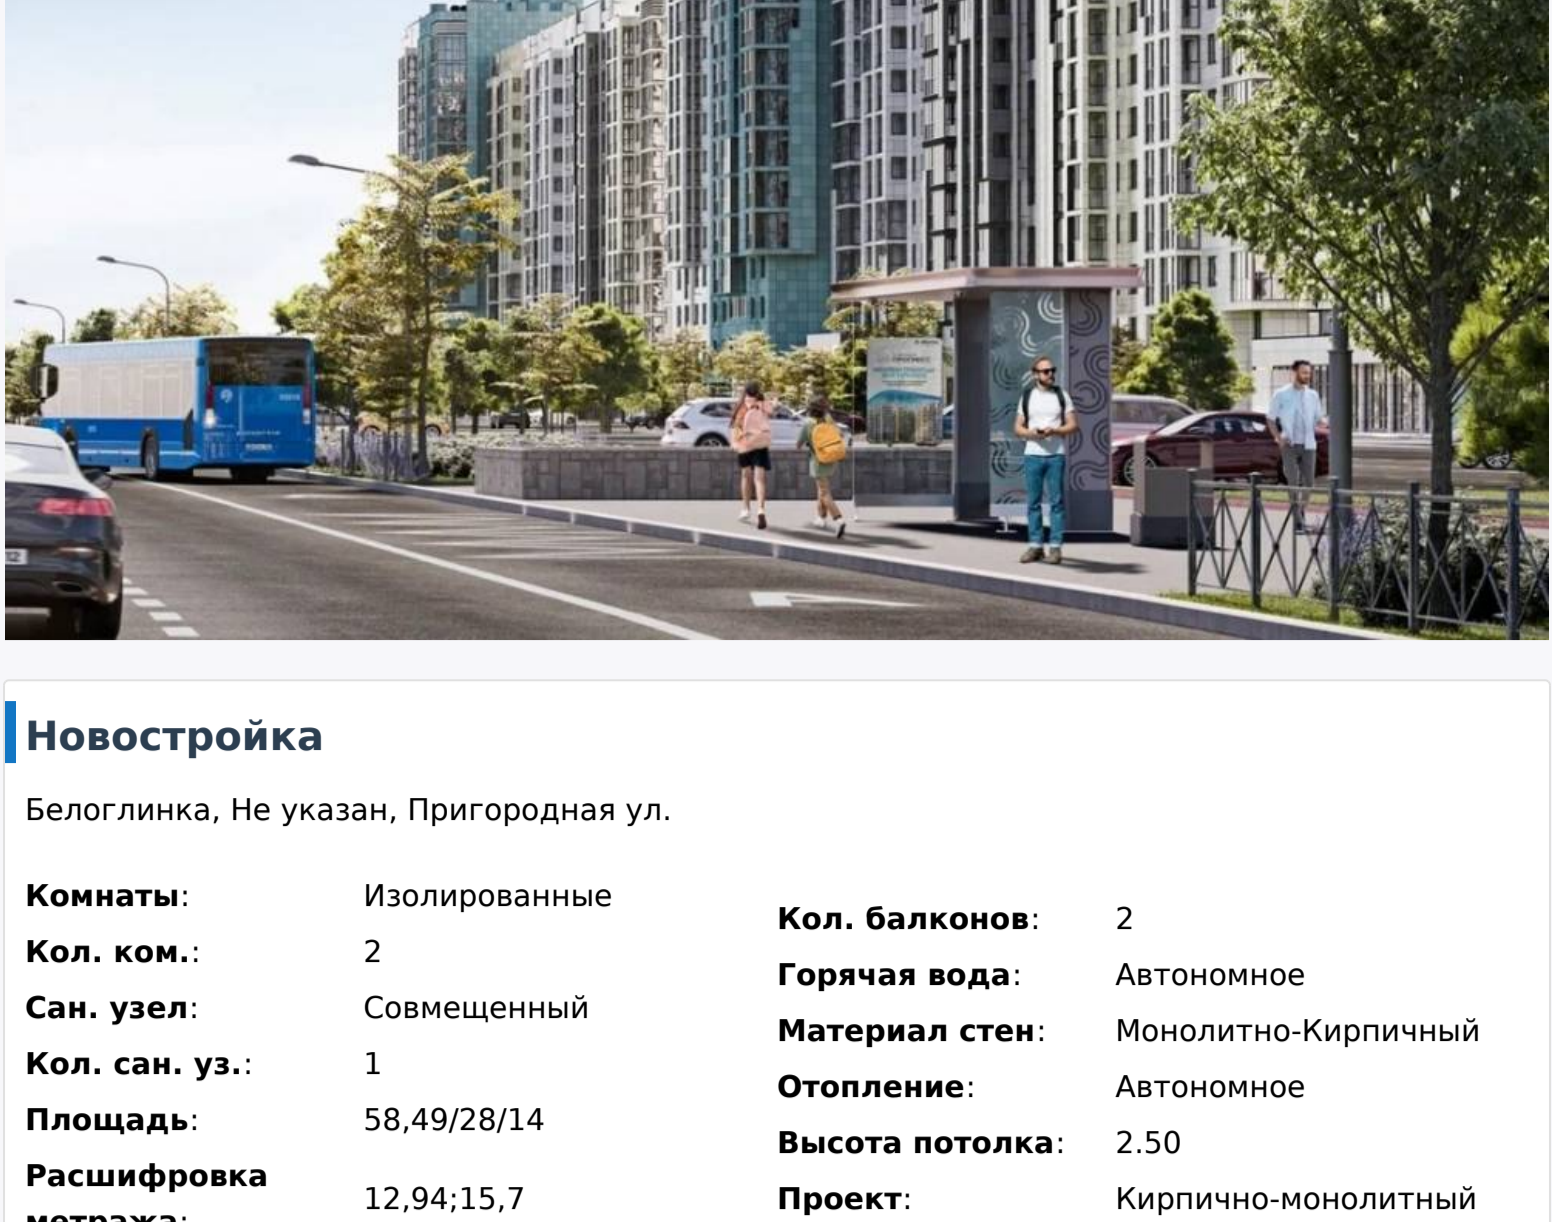 Новостройка
Белоглинка, Не указан, Пригородная ул.
Комнаты: Изолированные
Кол. ком.: 2
Сан. узел: Совмещенный
Кол. сан. уз.: 1
Площадь: 58,49/28/14
Расшифровка
метража: 12,94;15,7
Кол. балконов: 2
Горячая вода: Автономное
Материал стен: Монолитно-Кирпичный
Отопление: Автономное
Высота потолка: 2.50
Проект: Кирпично-монолитный